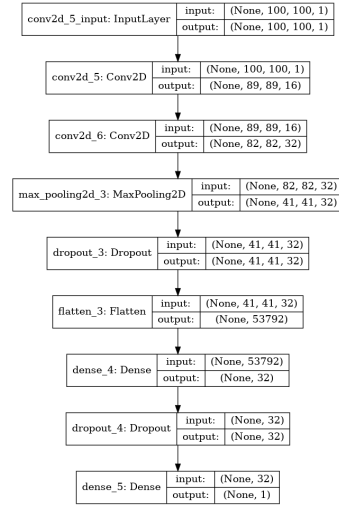 conv2d_5_input: InputLayer input: (None, 100, 100, 1)
output: (None, 100, 100, 1)
conv2d_5: Conv2D input: (None, 100, 100, 1)
output: (None, 89, 89, 16)
conv2d_6: Conv2D input: (None, 89, 89, 16)
output: (None, 82, 82, 32)
max_pooling2d_3: MaxPooling2D input: (None, 82, 82, 32)
output: (None, 41, 41, 32)
dropout_3: Dropout input: (None, 41, 41, 32)
output: (None, 41, 41, 32)
flatten_3: Flatten input: (None, 41, 41, 32)
output: (None, 53792)
dense_4: Dense input: (None, 53792)
output: (None, 32)
dropout_4: Dropout input: (None, 32)
output: (None, 32)
dense_5: Dense input: (None, 32)
output: (None, 1)